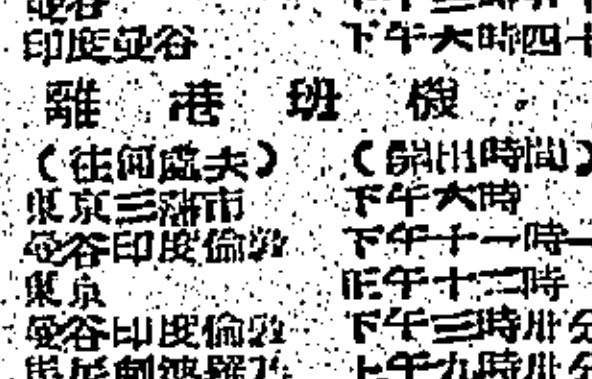 曼谷
印度曼谷 下午六時四十
離港班機
(往何處去) (開出時間)
東京三藩市 下午六時
曼谷印度倫敦 下午十一時
東京 正午十二時
曼谷印度倫敦 下午三時卅分
上午九時卅分